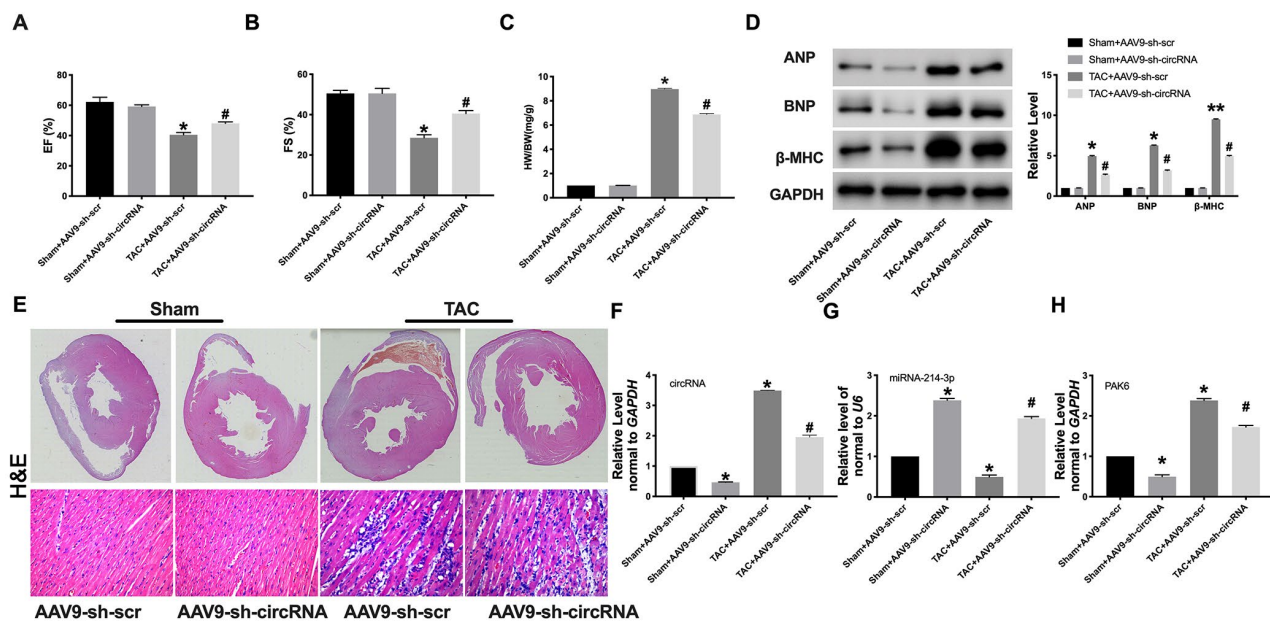 A
EF (%)
80
60
40
20
0
*
#
Sham+AAV9-sh-scr
Sham+AAV9-sh-circRNA
TAC+AAV9-sh-scr
TAC+AAV9-sh-circRNA
B
FS (%)
60
40
20
0
*
#
Sham+AAV9-sh-scr
Sham+AAV9-sh-circRNA
TAC+AAV9-sh-scr
TAC+AAV9-sh-circRNA
C
HW/BW(mg/g)
10
8
6
4
2
0
*
#
Sham+AAV9-sh-scr
Sham+AAV9-sh-circRNA
TAC+AAV9-sh-scr
TAC+AAV9-sh-circRNA
D
ANP
BNP
β-MHC
GAPDH
Sham+AAV9-sh-scr
Sham+AAV9-sh-circRNA
TAC+AAV9-sh-scr
TAC+AAV9-sh-circRNA
Sham+AAV9-sh-scr
Sham+AAV9-sh-circRNA
TAC+AAV9-sh-scr
TAC+AAV9-sh-circRNA
Relative Level
15
10
5
0
*
#
*
#
**
#
ANP
BNP
β-MHC
E
Sham
TAC
H&E
AAV9-sh-scr
AAV9-sh-circRNA
AAV9-sh-scr
AAV9-sh-circRNA
F
circRNA
Relative Level
normal to GAPDH
4
3
2
1
0
*
*
#
Sham+AAV9-sh-scr
Sham+AAV9-sh-circRNA
TAC+AAV9-sh-scr
TAC+AAV9-sh-circRNA
G
miRNA-214-3p
Relative level of
normal to U6
3
2
1
0
*
*
#
Sham+AAV9-sh-scr
Sham+AAV9-sh-circRNA
TAC+AAV9-sh-scr
TAC+AAV9-sh-circRNA
H
PAK6
Relative Level
normal to GAPDH
3
2
1
0
*
*
#
Sham+AAV9-sh-scr
Sham+AAV9-sh-circRNA
TAC+AAV9-sh-scr
TAC+AAV9-sh-circRNA